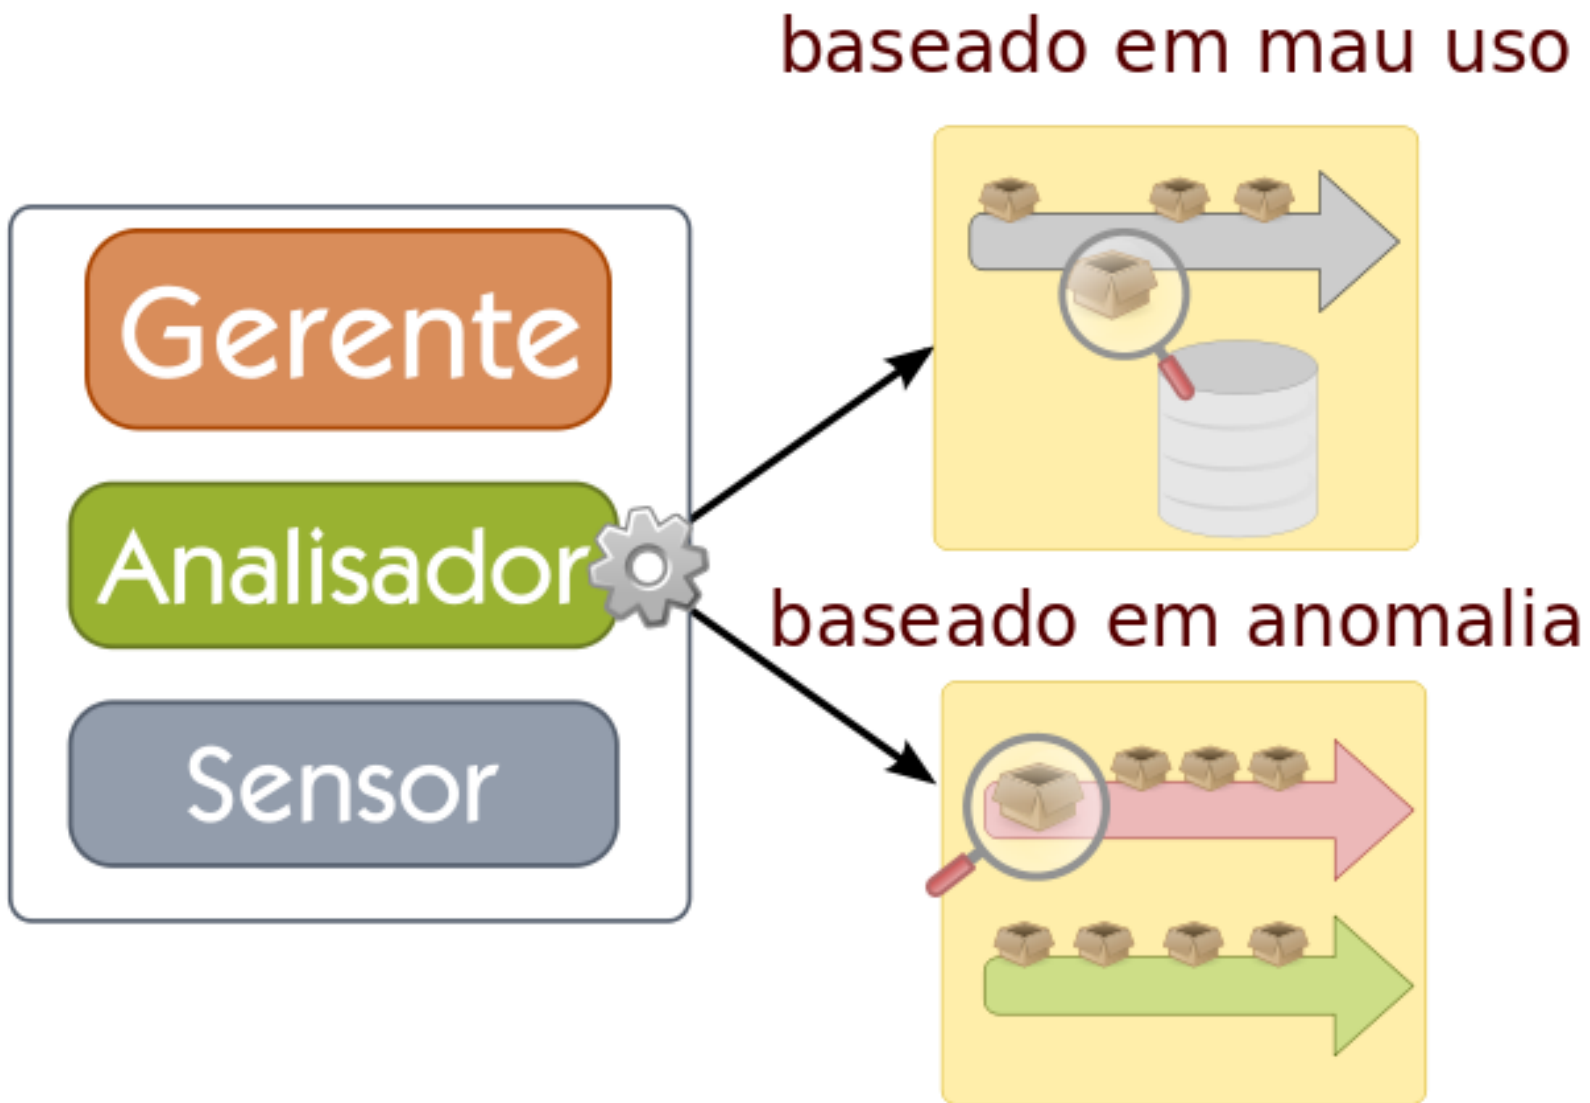 baseado em mau uso
Gerente
Analisador
Sensor
baseado em anomalia